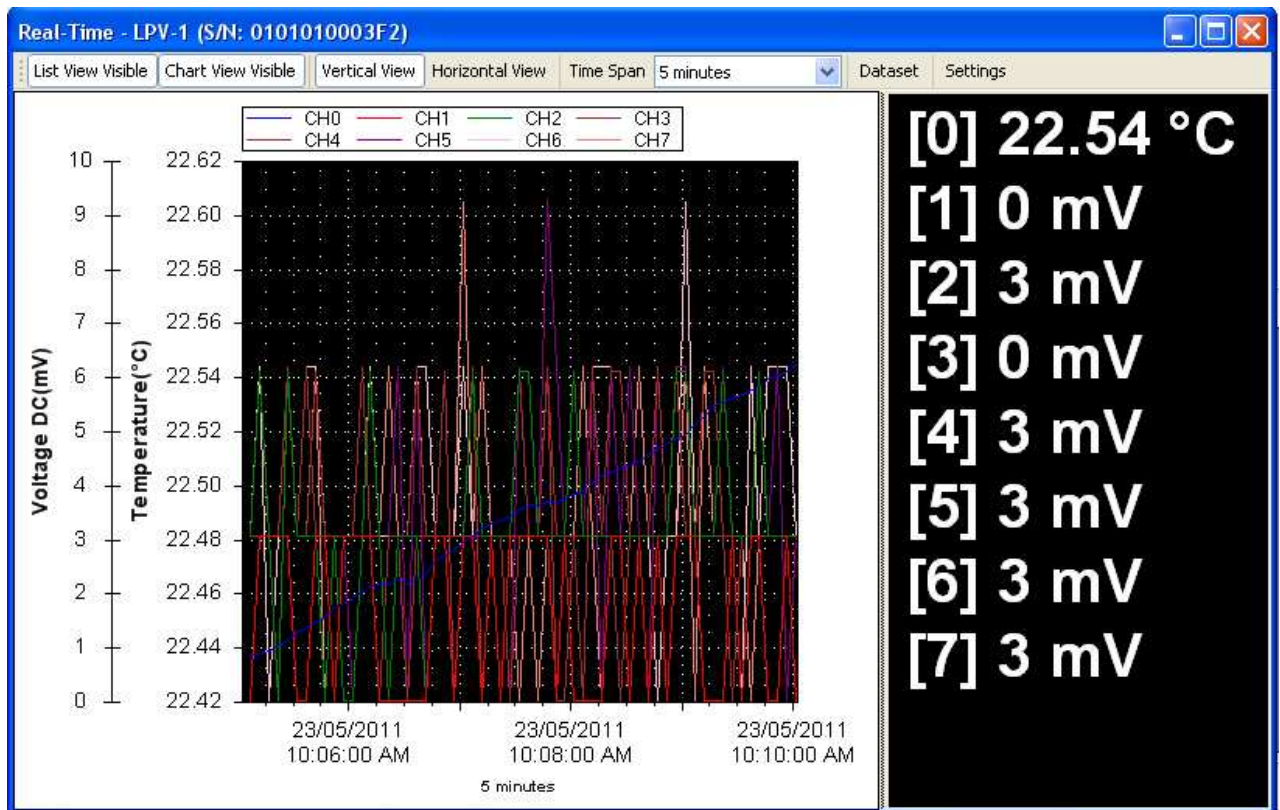 Real-Time - LPV-1 (S/N: 0101010003F2)
List View Visible Chart View Visible Vertical View Horizontal View Time Span 5 minutes Dataset Settings
CH0 CH1 CH2 CH3
CH4 CH5 CH6 CH7
Voltage DC(mV)
10
9
8
7
6
5
4
3
2
1
0
Temperature(°C)
22.62
22.60
22.58
22.56
22.54
22.52
22.50
22.48
22.46
22.44
22.42
23/05/2011 23/05/2011 23/05/2011
10:06:00 AM 10:08:00 AM 10:10:00 AM
5 minutes
[0] 22.54 °C
[1] 0 mV
[2] 3 mV
[3] 0 mV
[4] 3 mV
[5] 3 mV
[6] 3 mV
[7] 3 mV